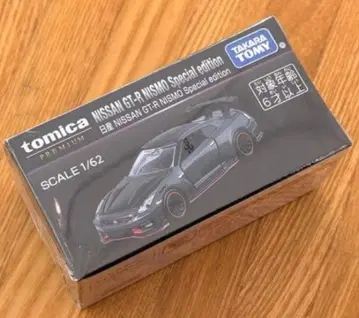 tomica
PREMIUM
NISSAN GT-R NISMO Special edition
日産 NISSAN GT-R NISMO Special edition
SCALE 1/62
TAKARA
TOMY
対象年齢
6才以上